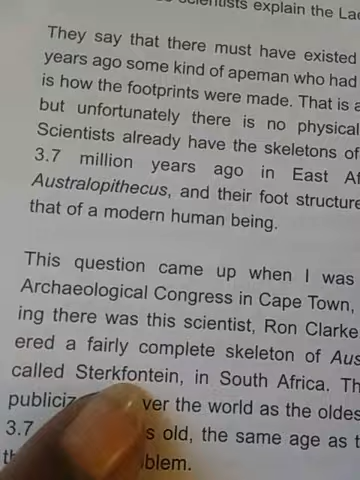 scientists explain the
They say that there must have existed
years ago some kind of apeman who had
is how the footprints were made. That is a
but unfortunately there is no physical
Scientists already have the skeletons of
3.7 million years ago in East
Australopithecus, and their foot structure
that of a modern human being.
This question came up when I was
Archaeological Congress in Cape Town,
ing there was this scientist, Ron Clarke
ered a fairly complete skeleton of
called Sterkfontein, in South Africa.
ver the world as the oldes
3.7 s old, the same age as t
blem.